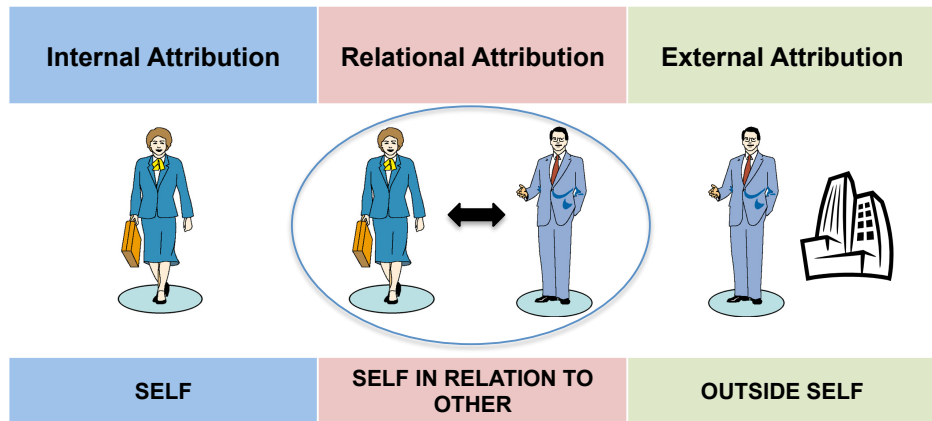 Internal Attribution
Relational Attribution
External Attribution
SELF
SELF IN RELATION TO
OTHER
OUTSIDE SELF